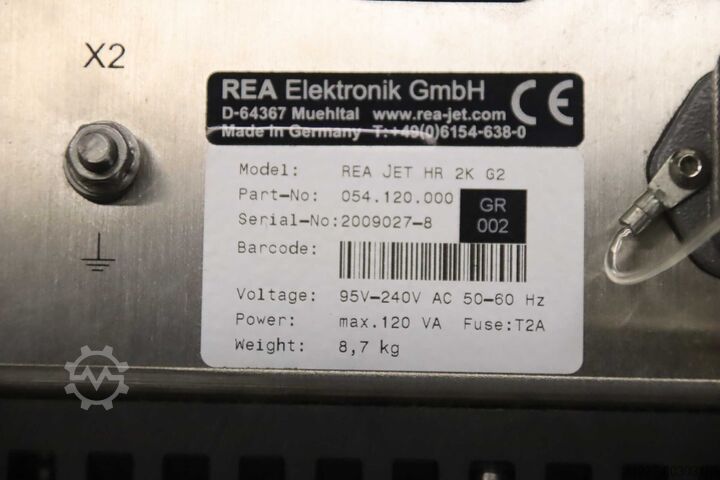 X2
REA Elektronik GmbH
D-64367 Muehltal www.rea-jet.com
Made in Germany T:+49(0)6154-638-0
CE
Model: REA JET HR 2K G2
Part-No: 054.120.000
Serial-No:2009027-8
GR
002
Barcode:
Voltage: 95V-240V AC 50-60 Hz
Power: max.120 VA Fuse:T2A
Weight: 8,7 kg